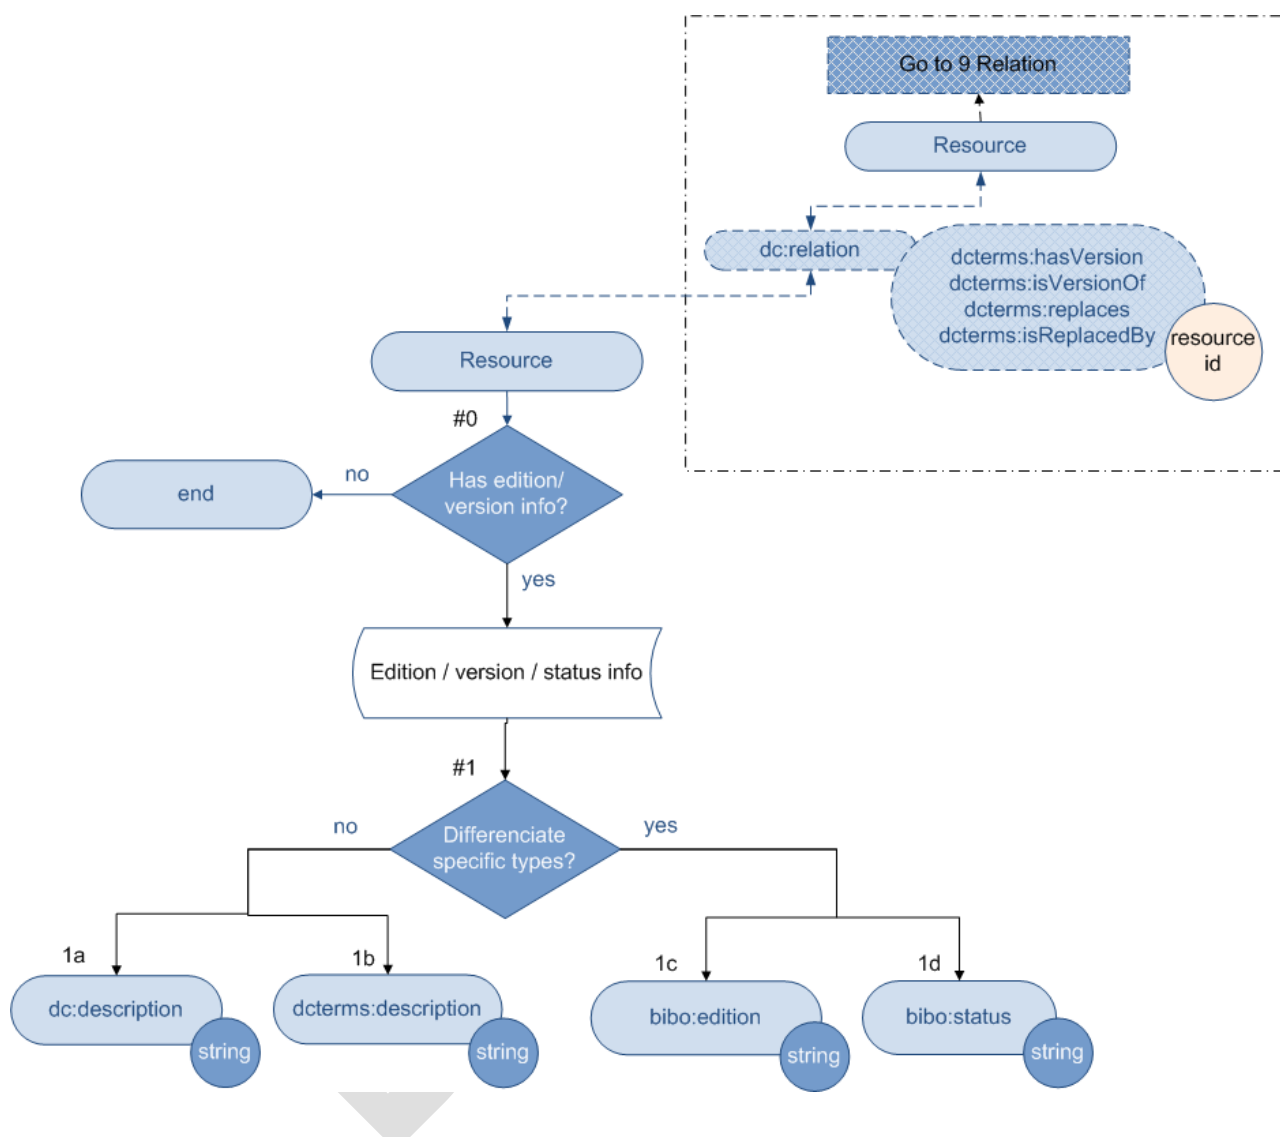 Go to 9 Relation
Resource
dc:relation
dcterms:hasVersion
dcterms:isVersionOf
dcterms:replaces
dcterms:isReplacedBy
resource
id
Resource
#0
Has edition/
version info?
no
end
yes
Edition / version / status info
#1
Differenciate
specific types?
no
yes
1a
dc:description
string
1b
dcterms:description
string
1c
bibo:edition
string
1d
bibo:status
string